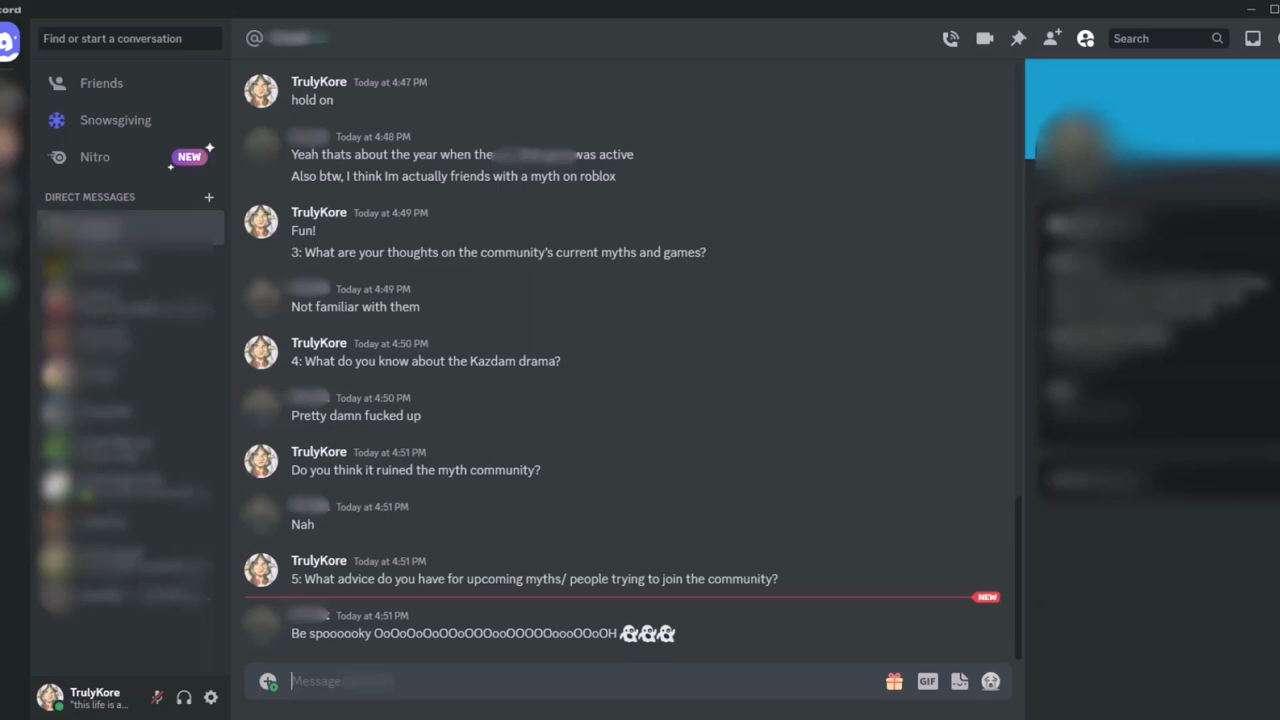 cord
Find or start a conversation
@
Search
Friends
Snowsgiving
Nitro
NEW
DIRECT MESSAGES
TrulyKore Today at 4:47 PM
hold on
Today at 4:48 PM
Yeah thats about the year when the was active
Also btw, I think Im actually friends with a myth on roblox
TrulyKore Today at 4:49 PM
Fun!
3: What are your thoughts on the community's current myths and games?
Today at 4:49 PM
Not familiar with them
TrulyKore Today at 4:50 PM
4: What do you know about the Kazdam drama?
Today at 4:50 PM
Pretty damn fucked up
TrulyKore Today at 4:51 PM
Do you think it ruined the myth community?
Today at 4:51 PM
Nah
TrulyKore Today at 4:51 PM
5: What advice do you have for upcoming myths/ people trying to join the community?
NEW
Today at 4:51 PM
Be spoooooky OoOoOoOoOOoOOOooOOOOOoooOOoOH 👻👻👻
Message
GIF
TrulyKore
"this life is a...